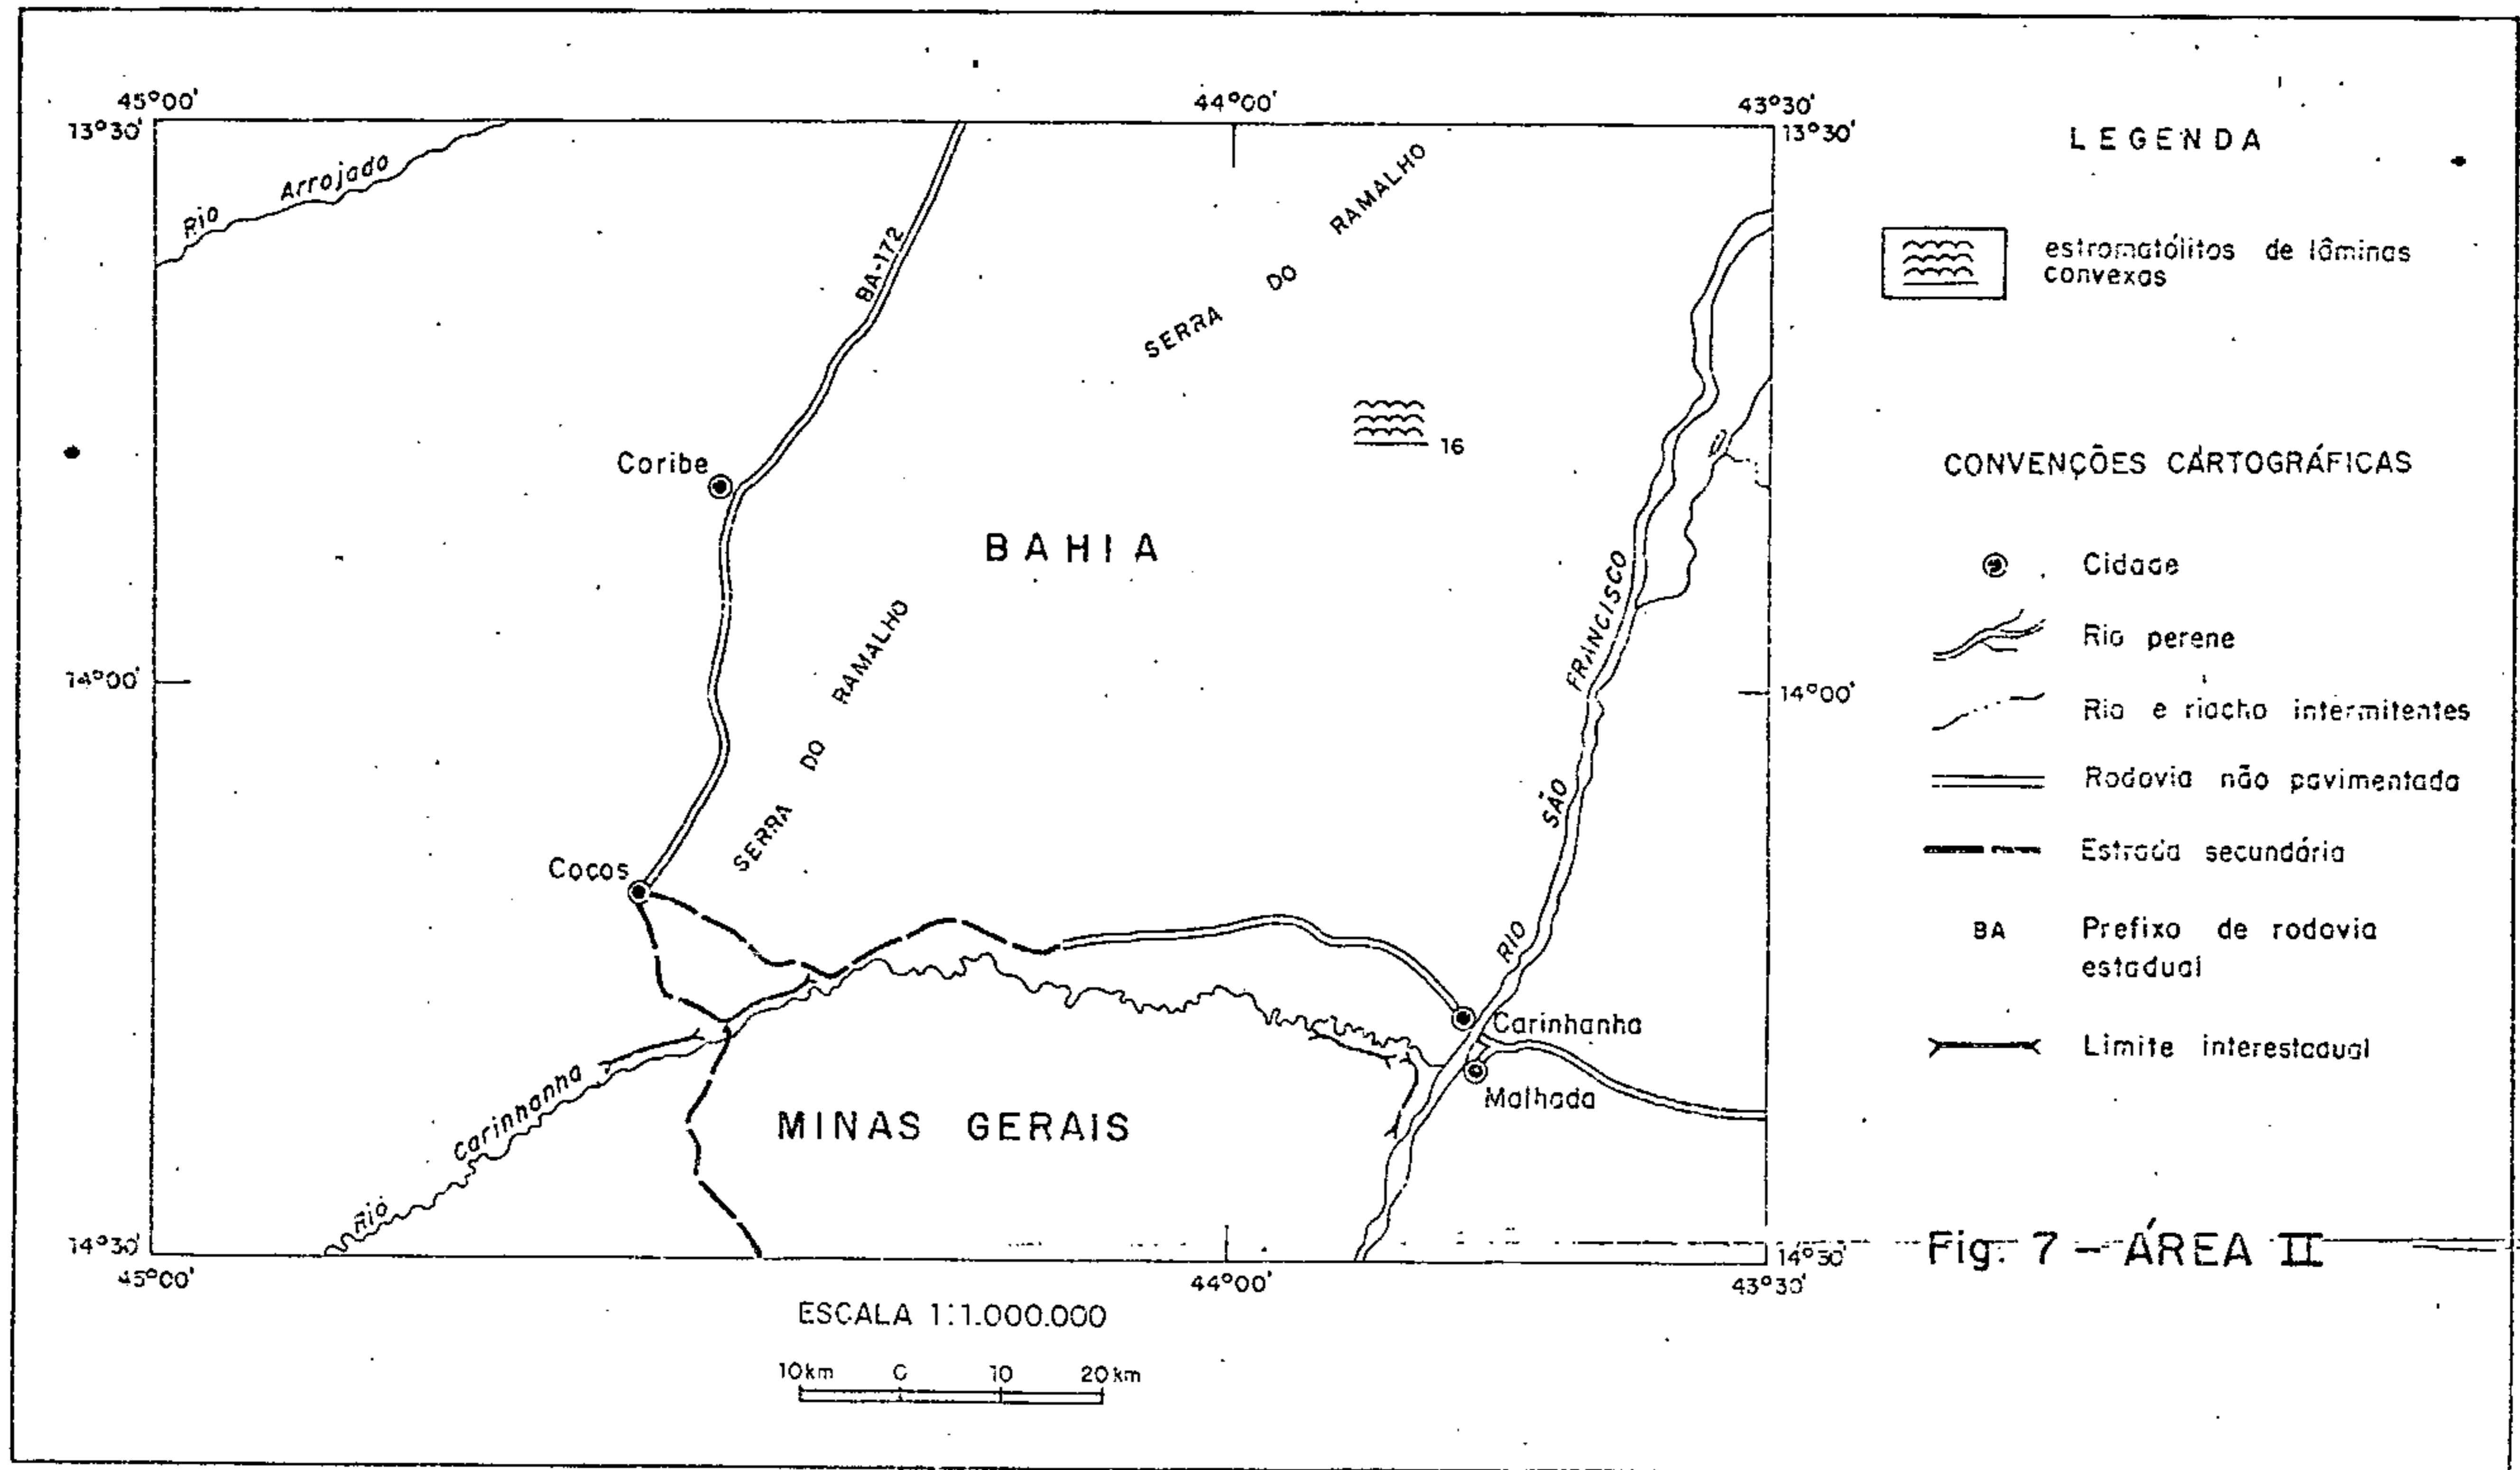 45°00'
44°00'
43°30'
13°30'
13°30'
LEGENDA
estromatólitos de lâminas
convexas
Rio Arrojado
BA-172
SERRA DO RAMALHO
16
Coribe
BAHIA
CONVENÇÕES CARTOGRÁFICAS
Cidade
Rio perene
Rio e riacho intermitentes
Rodovia não pavimentada
Estrada secundária
BA Prefixo de rodovia
estadual
Limite interestadual
14°00'
14°00'
SERRA DO RAMALHO
RIO SÃO FRANCISCO
Cocos
Carinhanha
Malhada
Rio Carinhanha
MINAS GERAIS
14°30'
14°30'
45°00'
44°00'
43°30'
Fig. 7 - ÁREA II
ESCALA 1:1.000.000
10km 0 10 20km